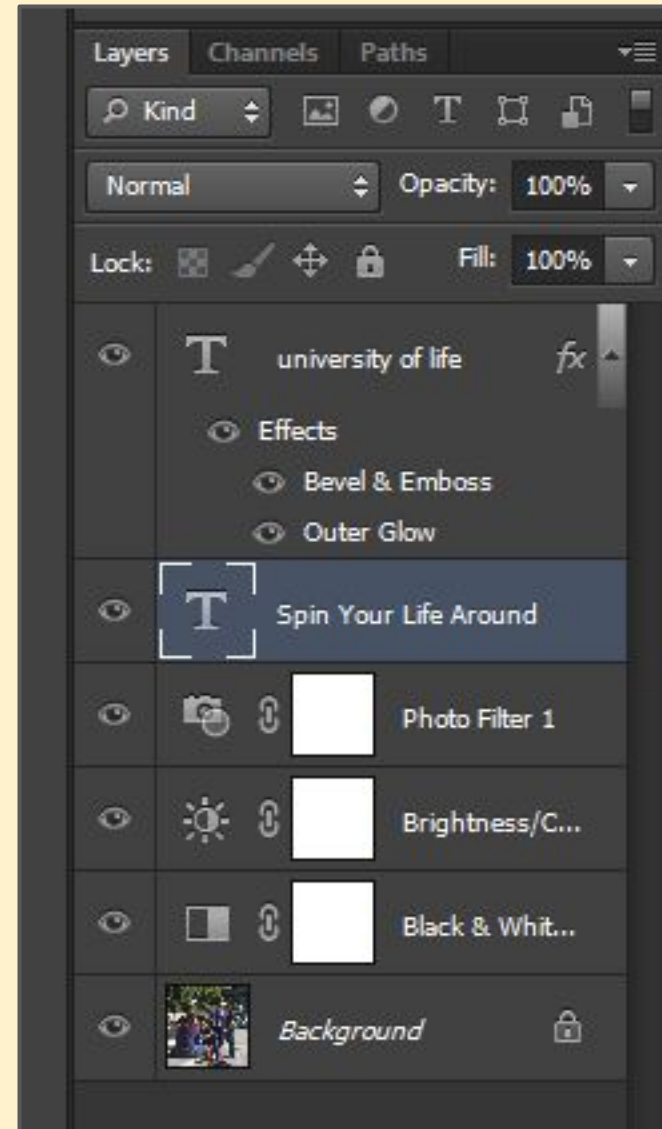 Layers Channels Paths
Kind T
Normal Opacity: 100%
Lock: Fill: 100%
T university of life fx
Effects
Bevel & Emboss
Outer Glow
T Spin Your Life Around
Photo Filter 1
Brightness/C...
Black & Whit...
Background